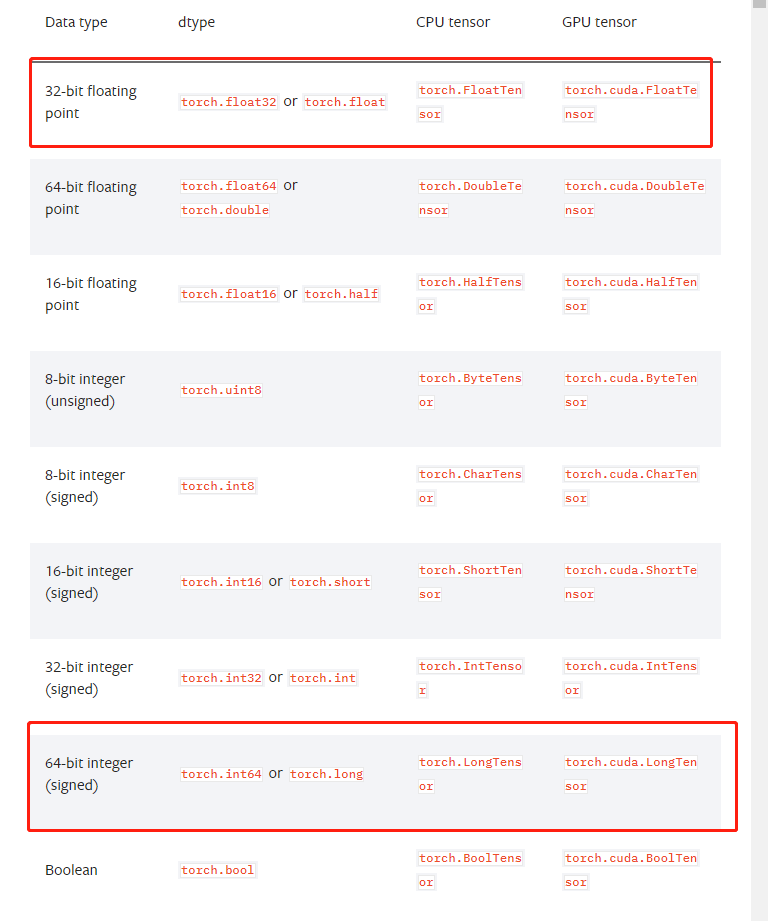 Data type dtype CPU tensor GPU tensor
32-bit floating point torch.float32 or torch.float torch.FloatTensor torch.cuda.FloatTensor
64-bit floating point torch.float64 or torch.double torch.DoubleTensor torch.cuda.DoubleTensor
16-bit floating point torch.float16 or torch.half torch.HalfTensor torch.cuda.HalfTensor
8-bit integer (unsigned) torch.uint8 torch.ByteTensor torch.cuda.ByteTensor
8-bit integer (signed) torch.int8 torch.CharTensor torch.cuda.CharTensor
16-bit integer (signed) torch.int16 or torch.short torch.ShortTensor torch.cuda.ShortTensor
32-bit integer (signed) torch.int32 or torch.int torch.IntTensor torch.cuda.IntTensor
64-bit integer (signed) torch.int64 or torch.long torch.LongTensor torch.cuda.LongTensor
Boolean torch.bool torch.BoolTensor torch.cuda.BoolTensor